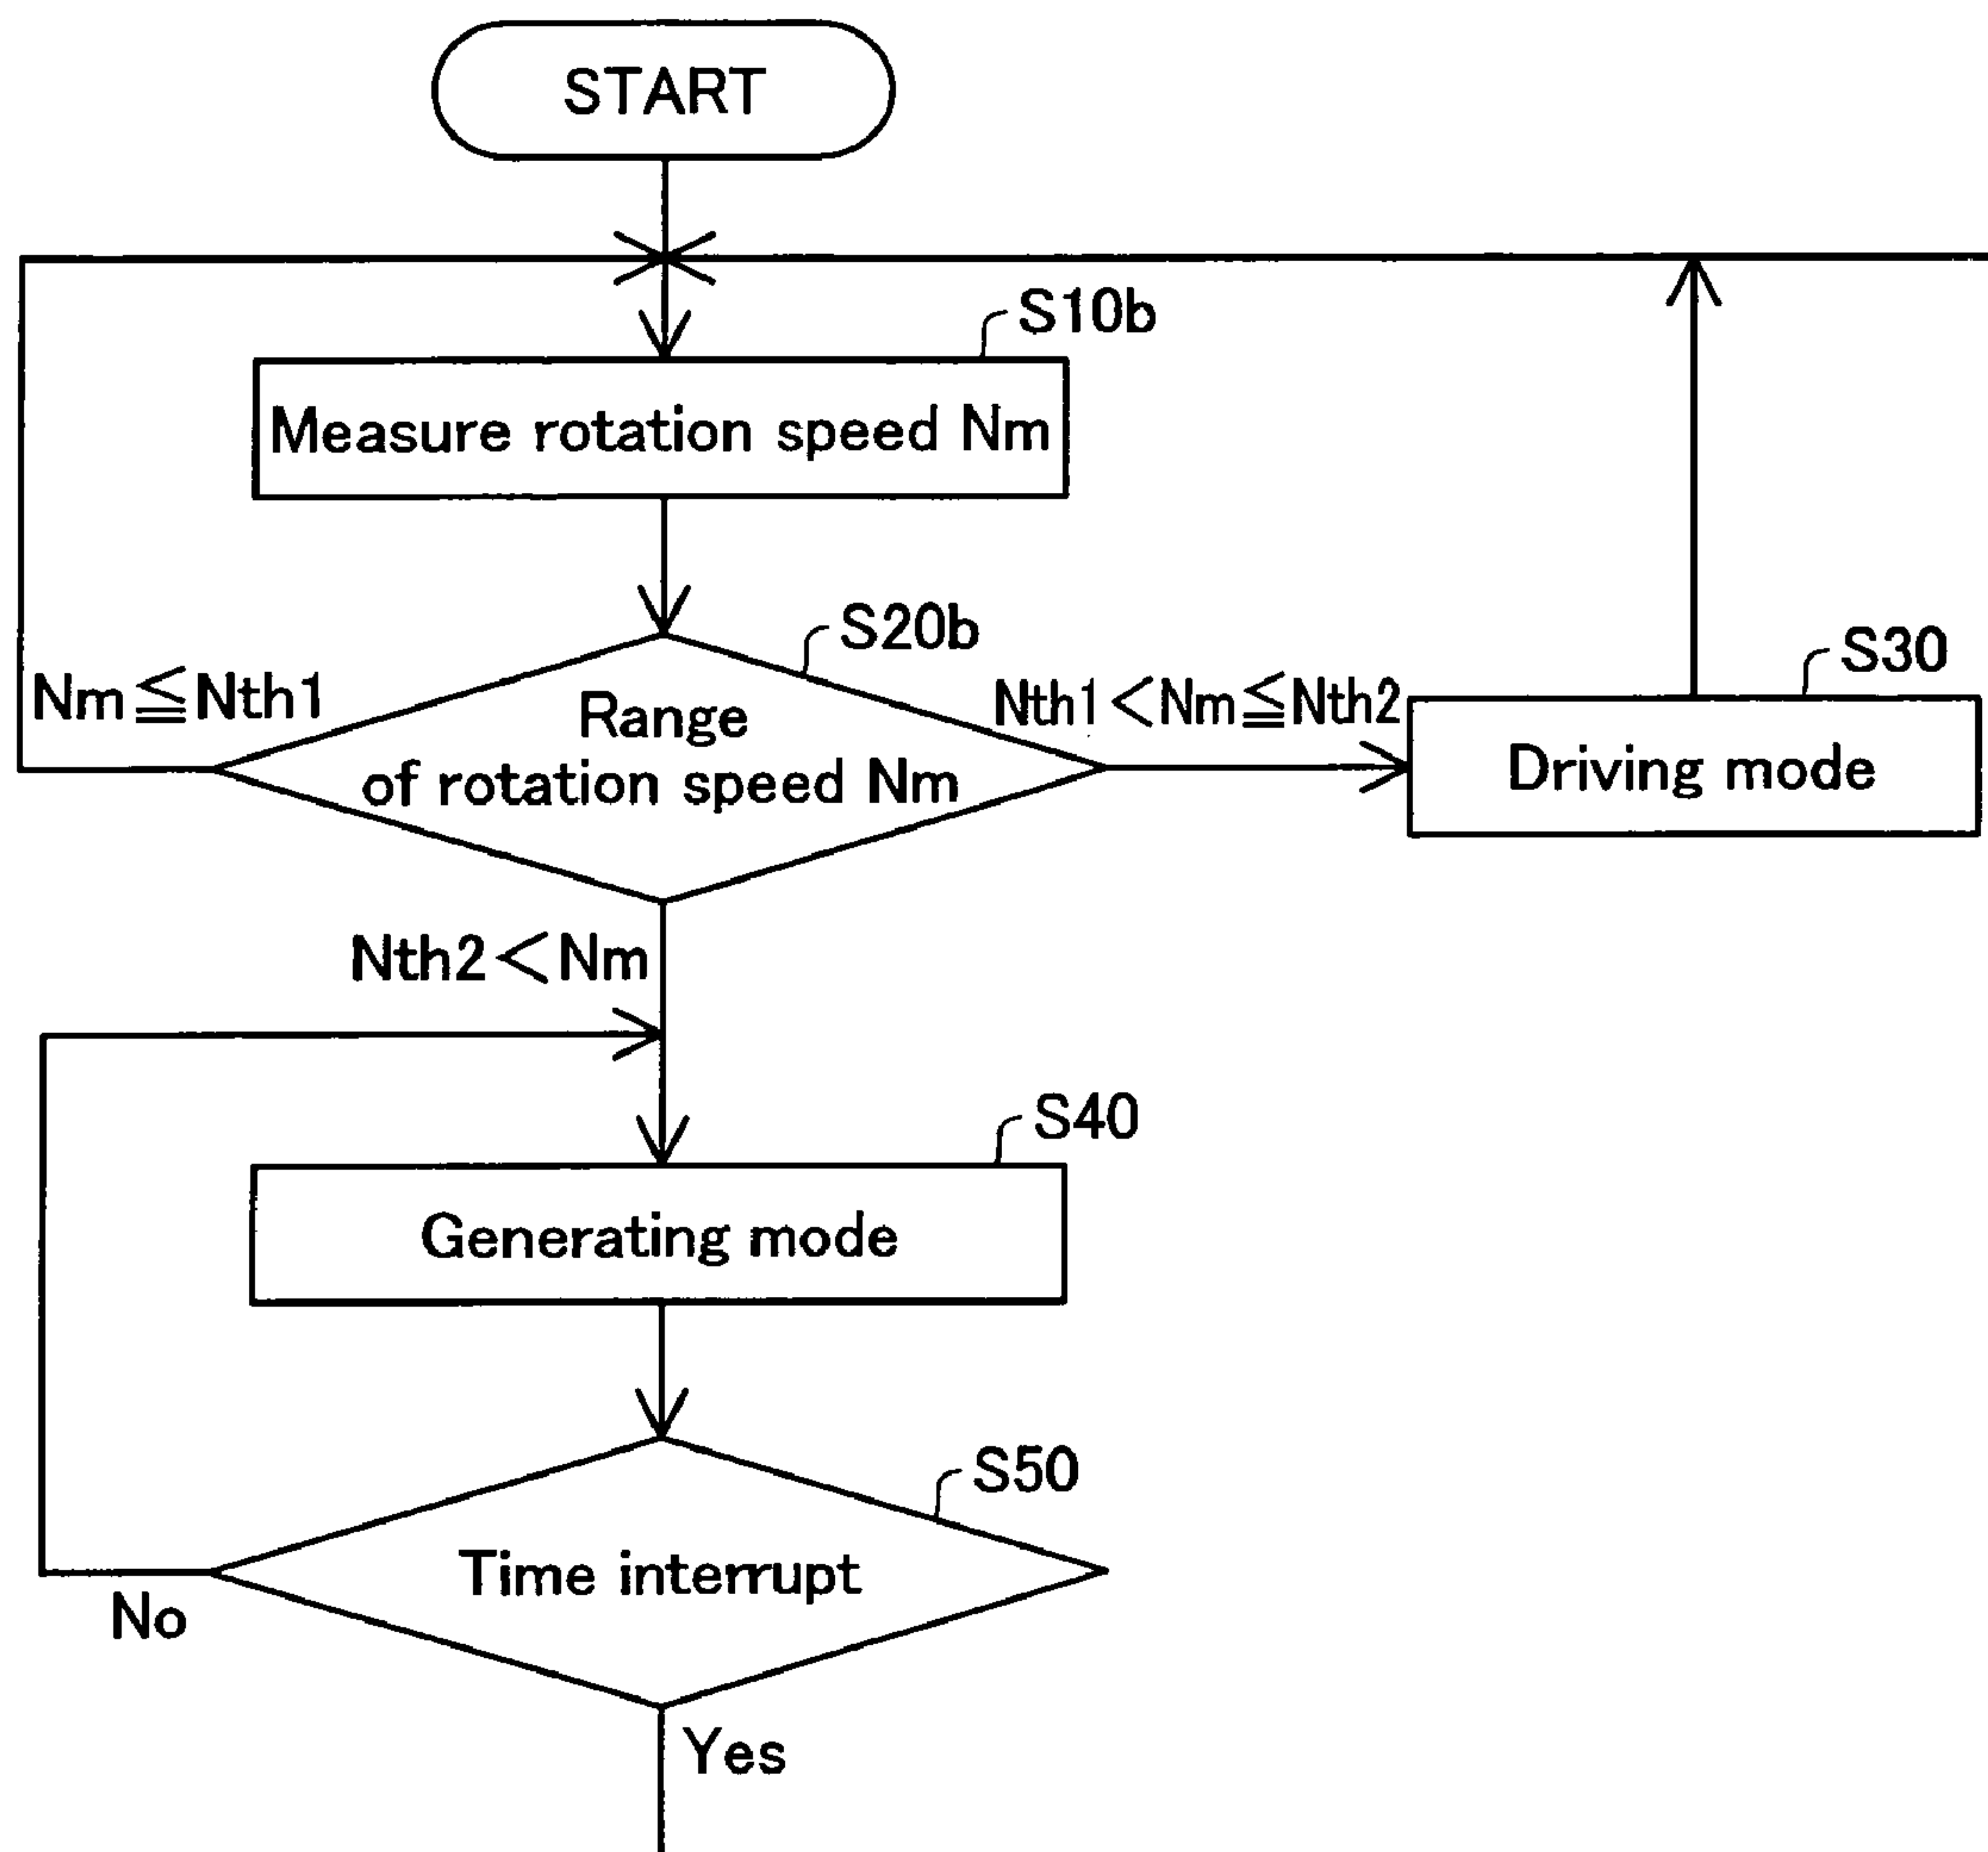 START
S10b
Measure rotation speed Nm
S20b
Nm≦Nth1
Range
of rotation speed Nm
Nth1<Nm≦Nth2
S30
Driving mode
Nth2<Nm
S40
Generating mode
S50
Time interrupt
No
Yes